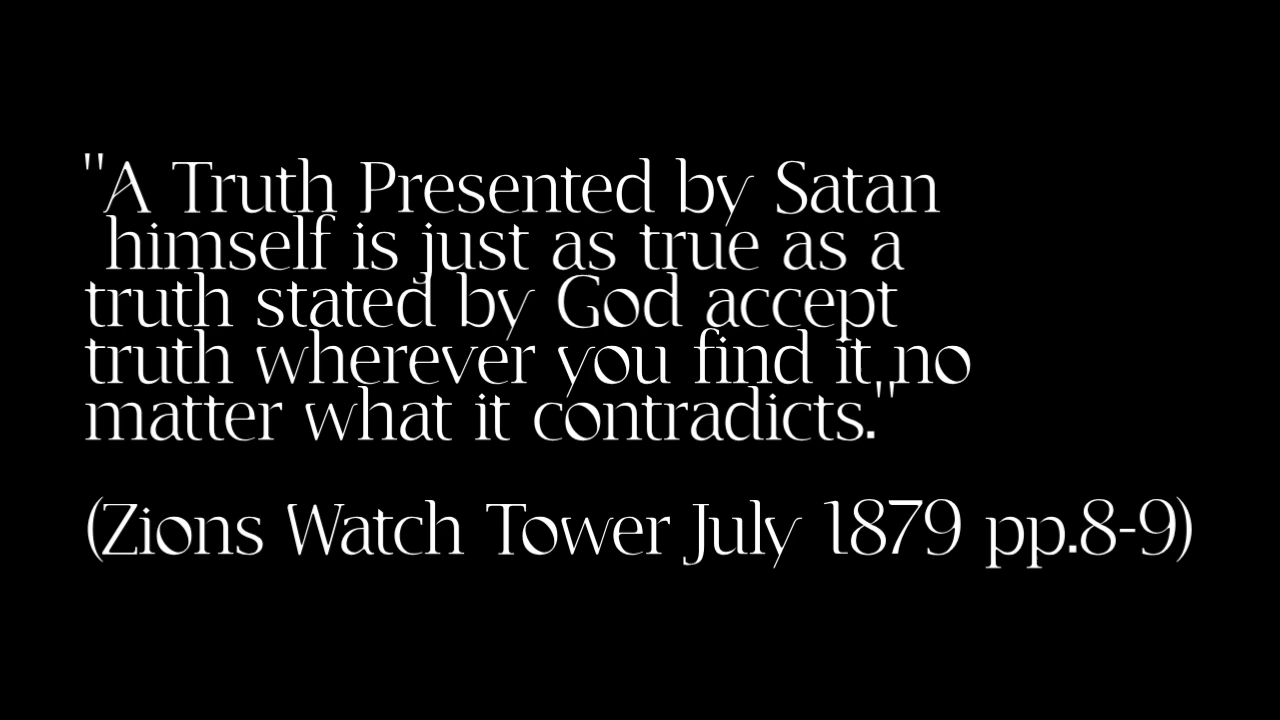 "A Truth Presented by Satan
himself is just as true as a
truth stated by God accept
truth wherever you find it no
matter what it contradicts."
(Zions Watch Tower July 1879 pp.8-9)